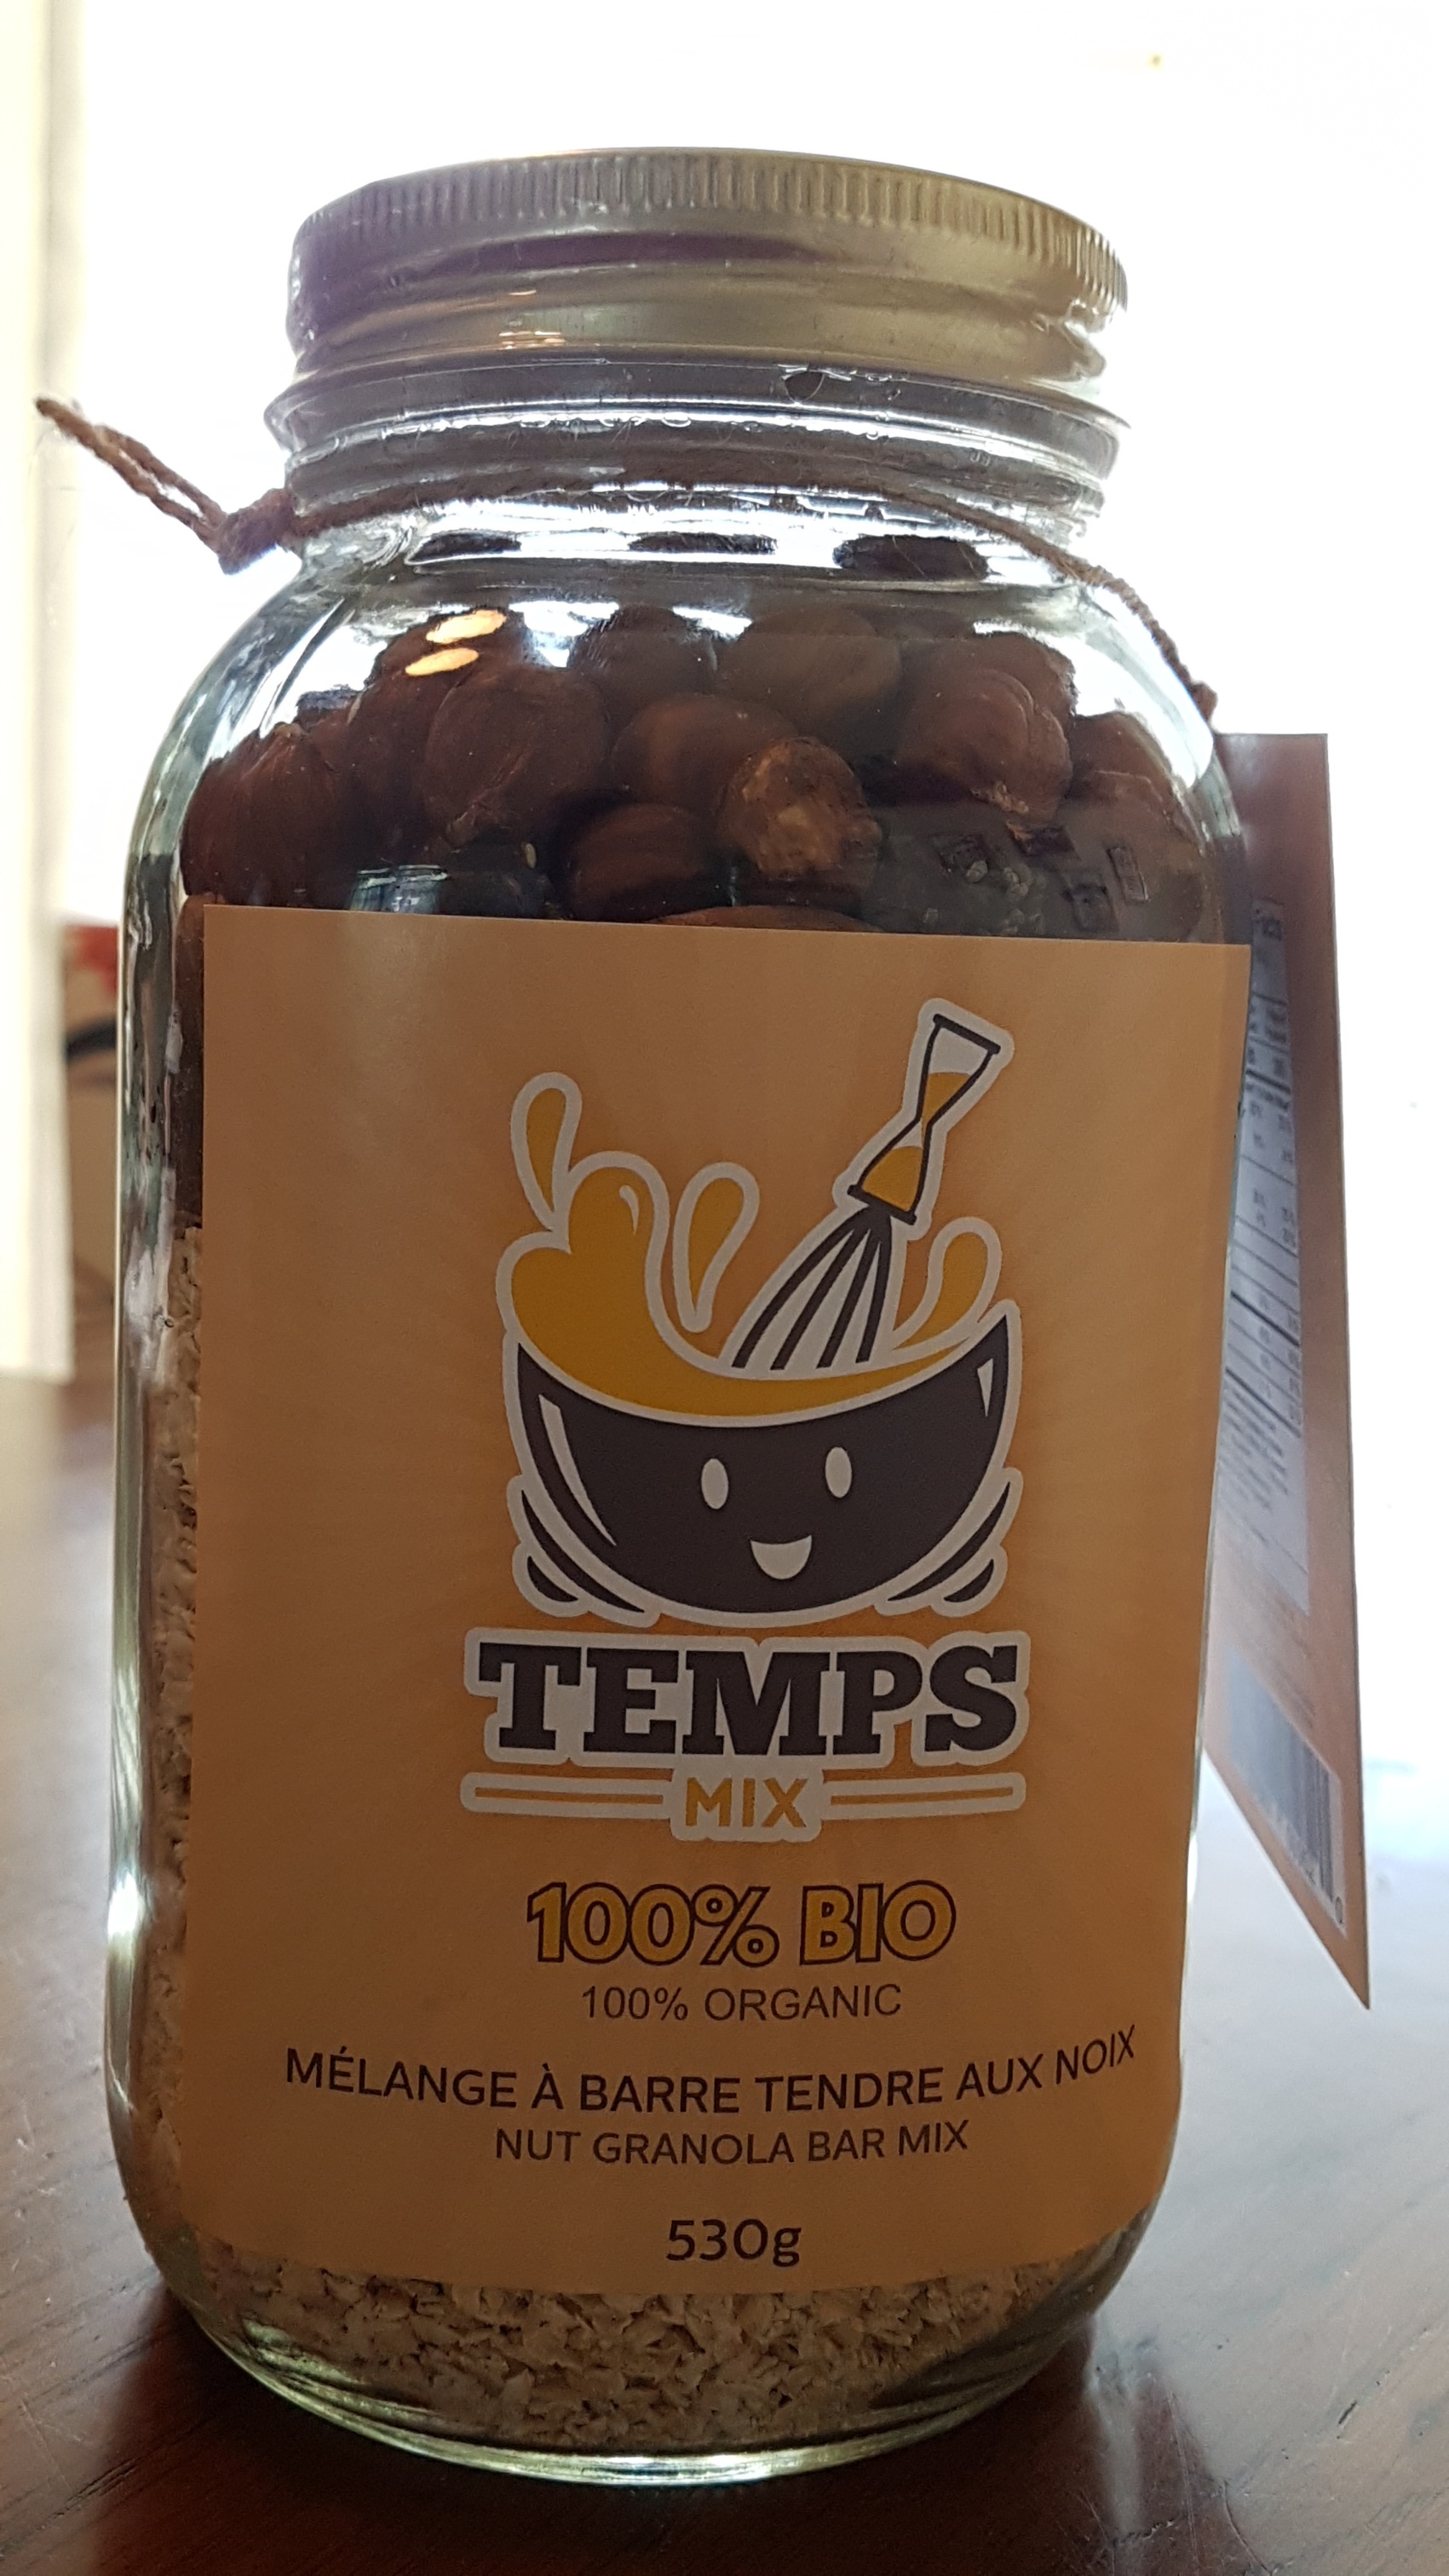 TEMPS
MIX
100% BIO
100% ORGANIC
MÉLANGE À BARRE TENDRE AUX NOIX
NUT GRANOLA BAR MIX
530g